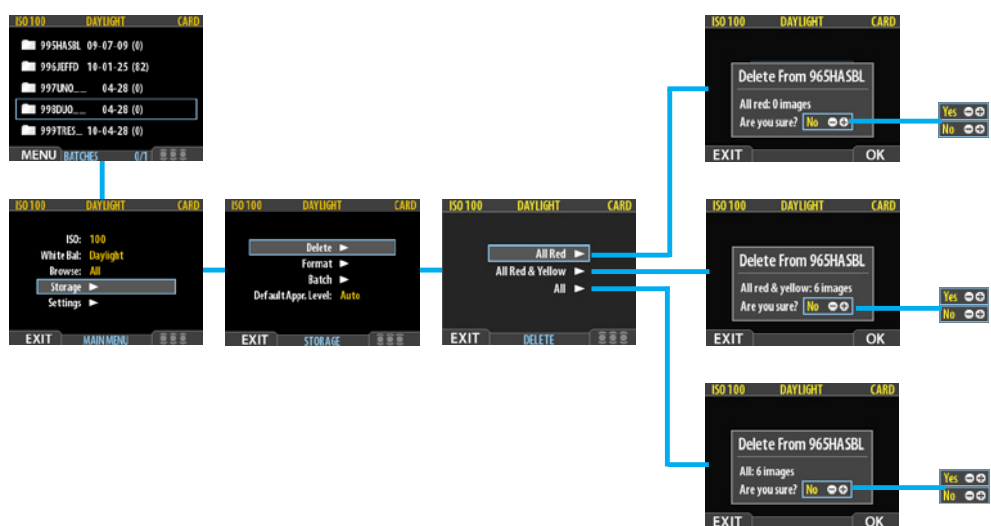 ISO 100 DAYLIGHT CARD
995HASBL 09-07-09 (0)
996JEFFD 10-01-25 (82)
997UNO__ 04-28 (0)
998DUO__ 04-28 (0)
999TRES_ 10-04-28 (0)
MENU BATCHES 0/1
ISO 100 DAYLIGHT CARD
ISO: 100
White Bal: Daylight
Browse: All
Storage
Settings
EXIT MAIN MENU
ISO 100 DAYLIGHT CARD
Delete
Format
Batch
Default Appr. Level: Auto
EXIT STORAGE
ISO 100 DAYLIGHT CARD
All Red
All Red & Yellow
All
EXIT DELETE
ISO 100 DAYLIGHT CARD
Delete From 965HASBL
All red: 0 images
Are you sure? No
EXIT OK
Yes
No
ISO 100 DAYLIGHT CARD
Delete From 965HASBL
All red & yellow: 6 images
Are you sure? No
EXIT OK
Yes
No
ISO 100 DAYLIGHT CARD
Delete From 965HASBL
All: 6 images
Are you sure? No
EXIT OK
Yes
No